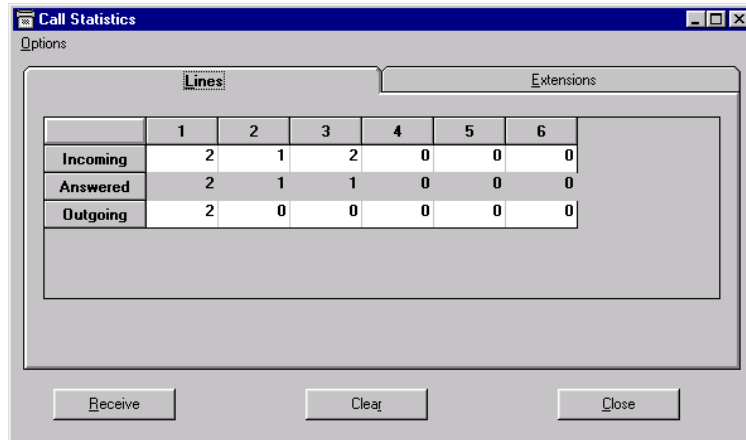 Call Statistics
Options
Lines Extensions
1 2 3 4 5 6
Incoming 2 1 2 0 0 0
Answered 2 1 1 0 0 0
Outgoing 2 0 0 0 0 0
Receive Clear Close